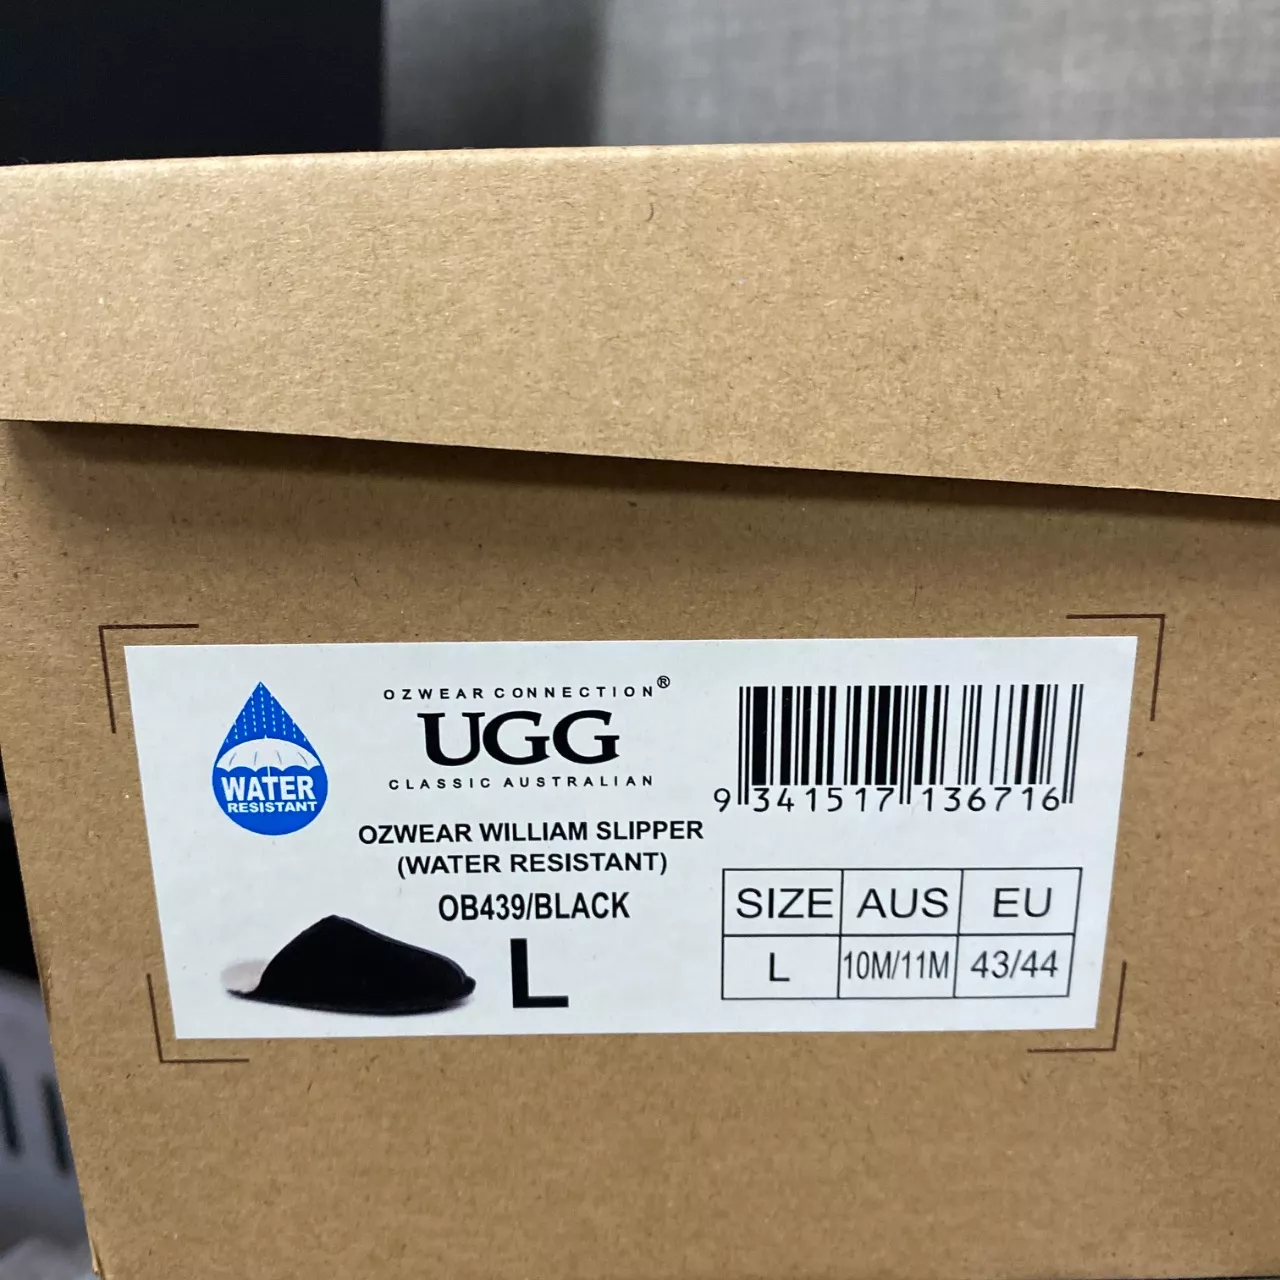 WATER
RESISTANT
OZWEAR CONNECTION®
UGG
CLASSIC AUSTRALIAN
OZWEAR WILLIAM SLIPPER
(WATER RESISTANT)
OB439/BLACK
L
9 341517 136716
SIZE AUS EU
L 10M/11M 43/44